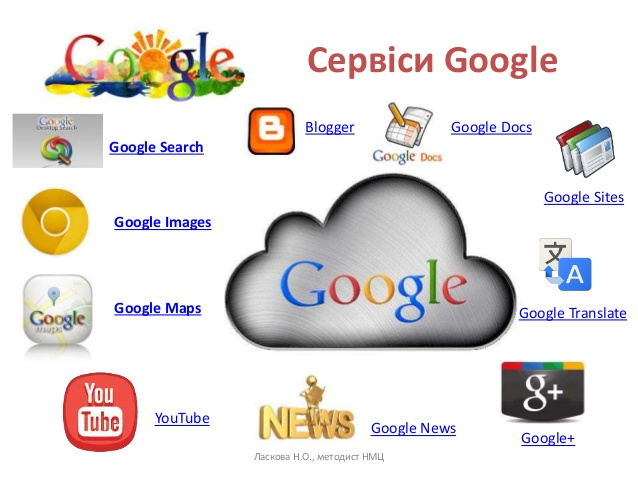 Google
Сервіси Google
Google
Desktop Search
Google Search
Blogger
Google Docs
Google Docs
Google Sites
Google Images
Google
文
A
Google Translate
Google
maps
Google Maps
You
Tube
YouTube
NEWS
Google News
g+
Google+
Ласкова Н.О., методист НМЦ